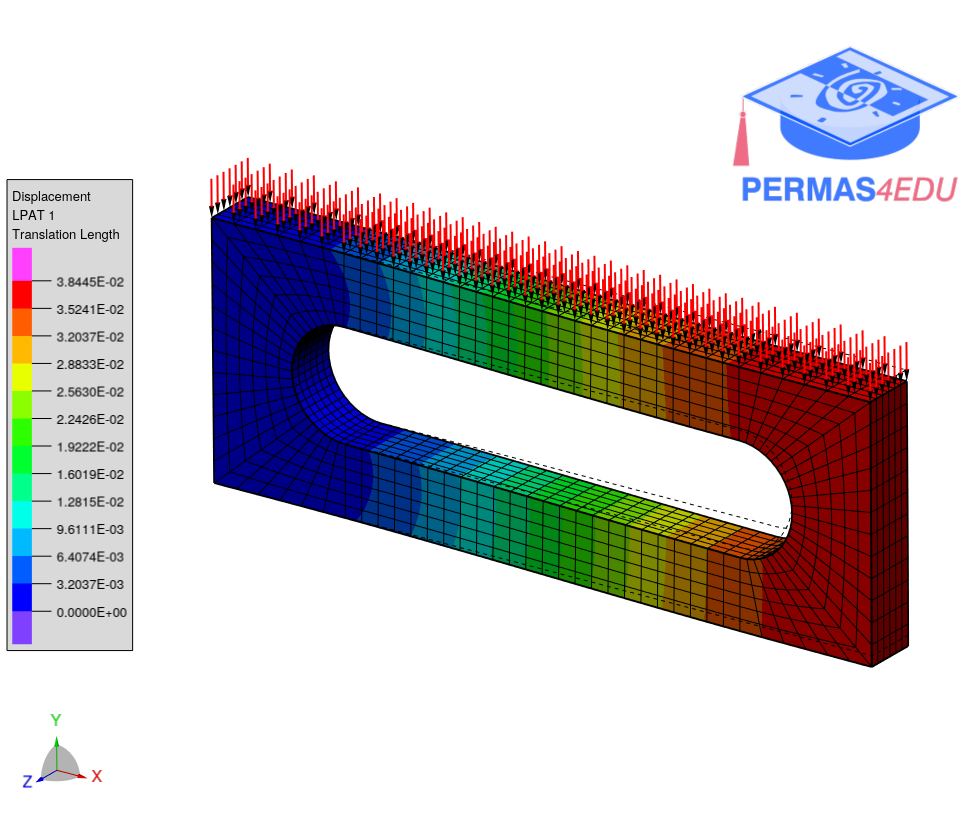 PERMAS4EDU
Displacement
LPAT 1
Translation Length
3.8445E-02
3.5241E-02
3.2037E-02
2.8833E-02
2.5630E-02
2.2426E-02
1.9222E-02
1.6019E-02
1.2815E-02
9.6111E-03
6.4074E-03
3.2037E-03
0.0000E+00
Y
Z
X